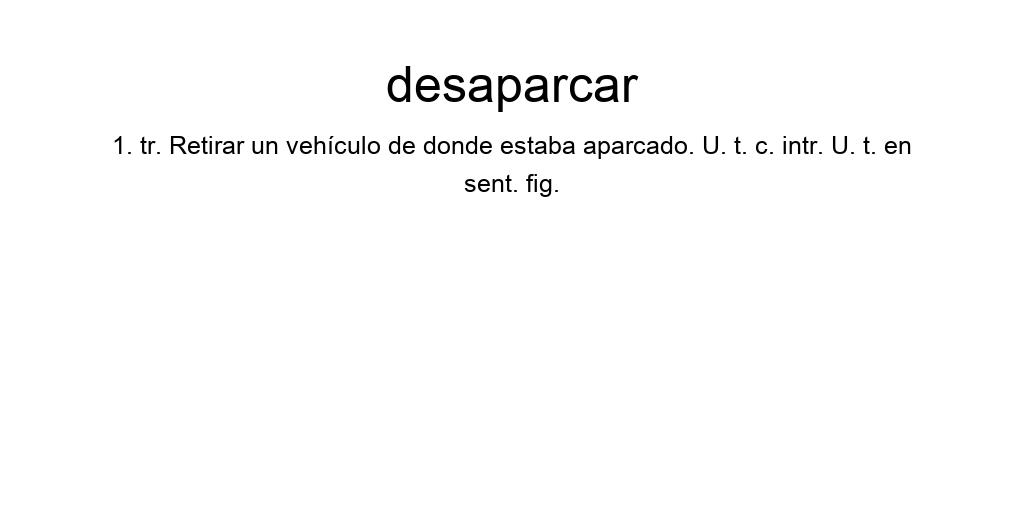 desaparcar
1. tr. Retirar un vehículo de donde estaba aparcado. U. t. c. intr. U. t. en
sent. fig.